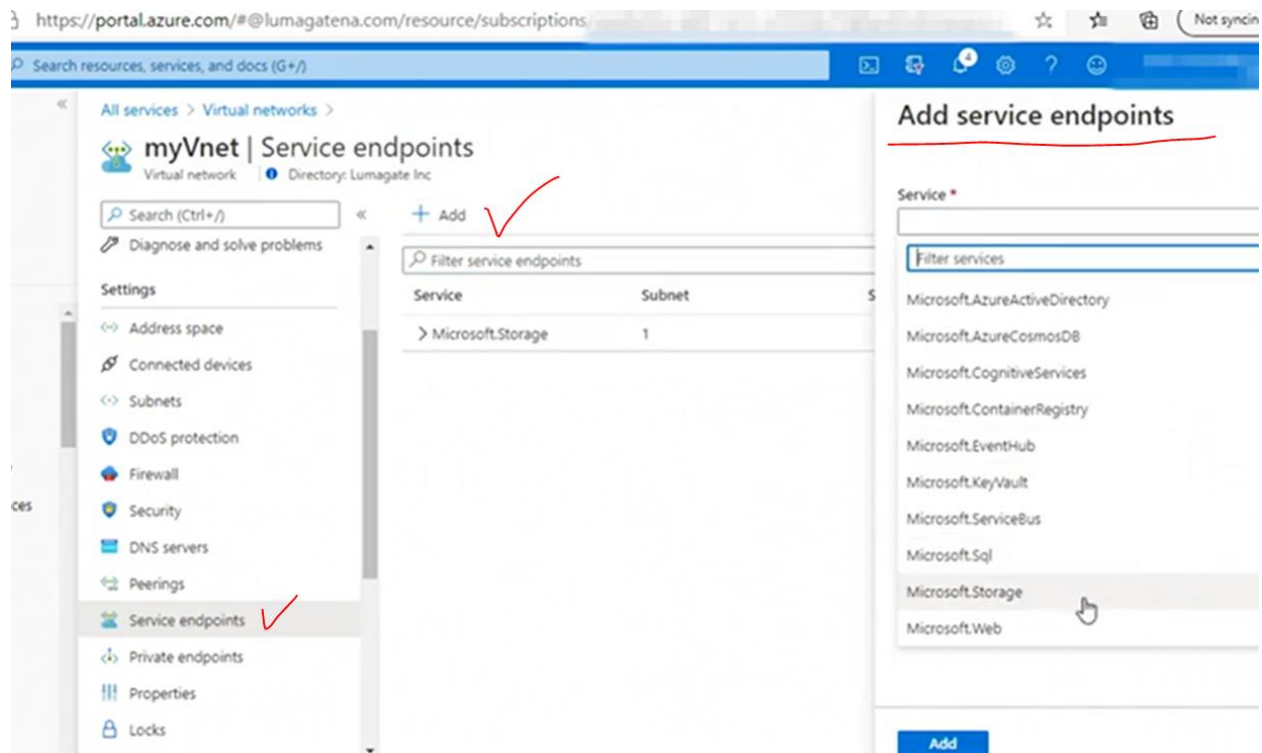 https://portal.azure.com/#@lumagatena.com/resource/subscriptions
Not syncin
Search resources, services, and docs (G+/)
4
All services > Virtual networks >
myVnet | Service endpoints
Virtual network
Directory: Lumagate Inc
Search (Ctrl+/)
Diagnose and solve problems
Settings
Address space
Connected devices
Subnets
DDoS protection
Firewall
Security
DNS servers
Peerings
Service endpoints
Private endpoints
Properties
Locks
ces
+ Add
Filter service endpoints
Service Subnet S
> Microsoft.Storage 1
Add service endpoints
Service *
Filter services
Microsoft.AzureActiveDirectory
Microsoft.AzureCosmosDB
Microsoft.CognitiveServices
Microsoft.ContainerRegistry
Microsoft.EventHub
Microsoft.KeyVault
Microsoft.ServiceBus
Microsoft.Sql
Microsoft.Storage
Microsoft.Web
Add